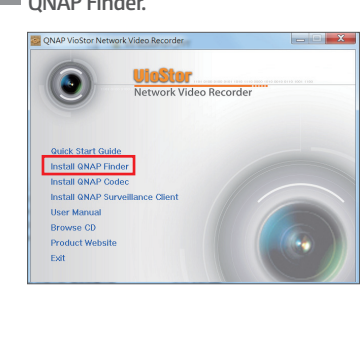 QNAP Finder.
QNAP VioStor Network Video Recorder
VioStor
Network Video Recorder
Quick Start Guide
Install QNAP Finder
Install QNAP Codec
Install QNAP Surveillance Client
User Manual
Browse CD
Product Website
Exit